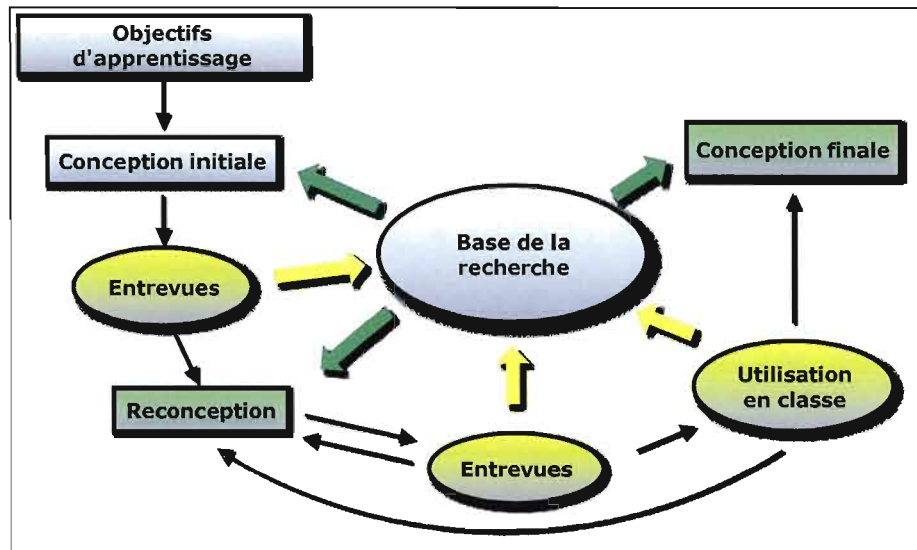 Objectifs
d'apprentissage
Conception initiale
Conception finale
Base de la
recherche
Entrevues
Utilisation
en classe
Reconception
Entrevues